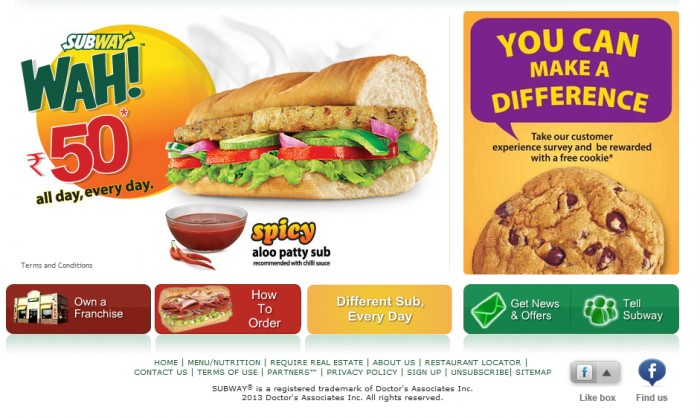 SUBWAY™
WAH!
₹ 50*
all day, every day.
spicy
aloo patty sub
recommended with chilli sauce
Terms and Conditions
YOU CAN
MAKE A
DIFFERENCE
Take our customer
experience survey and be rewarded
with a free cookie*
Own a
Franchise
How
To
Order
Different Sub,
Every Day
Get News
& Offers
Tell
Subway
HOME | MENU/NUTRITION | REQUIRE REAL ESTATE | ABOUT US | RESTAURANT LOCATOR |
CONTACT US | TERMS OF USE | PARTNERS™ | PRIVACY POLICY | SIGN UP | UNSUBSCRIBE| SITEMAP
SUBWAY® is a registered trademark of Doctor's Associates Inc.
2013 Doctor's Associates Inc. All rights reserved.
f
Like box
f
Find us